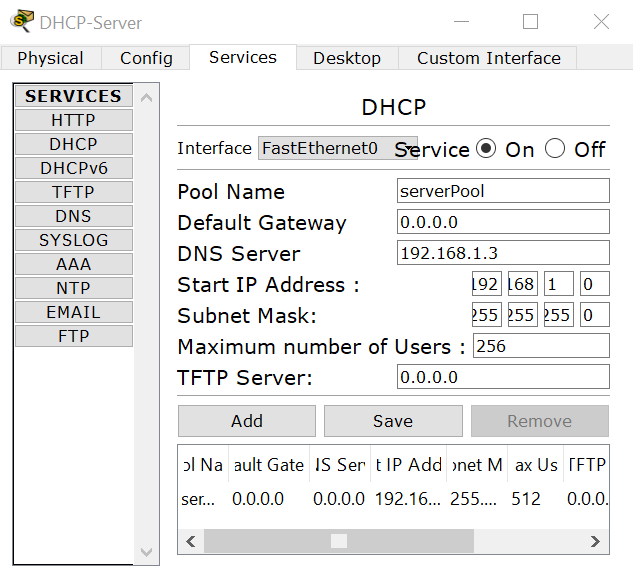 DHCP-Server
Physical Config Services Desktop Custom Interface
SERVICES
HTTP
DHCP
DHCPv6
TFTP
DNS
SYSLOG
AAA
NTP
EMAIL
FTP
DHCP
Interface FastEthernet0 Service On Off
Pool Name serverPool
Default Gateway 0.0.0.0
DNS Server 192.168.1.3
Start IP Address : 192 168 1 0
Subnet Mask: 255 255 255 0
Maximum number of Users : 256
TFTP Server: 0.0.0.0
Add Save Remove
ol Na ault Gate NS Serv t IP Add onet M ax Us TFTP
ser... 0.0.0.0 0.0.0.0 192.16... 255.... 512 0.0.0.